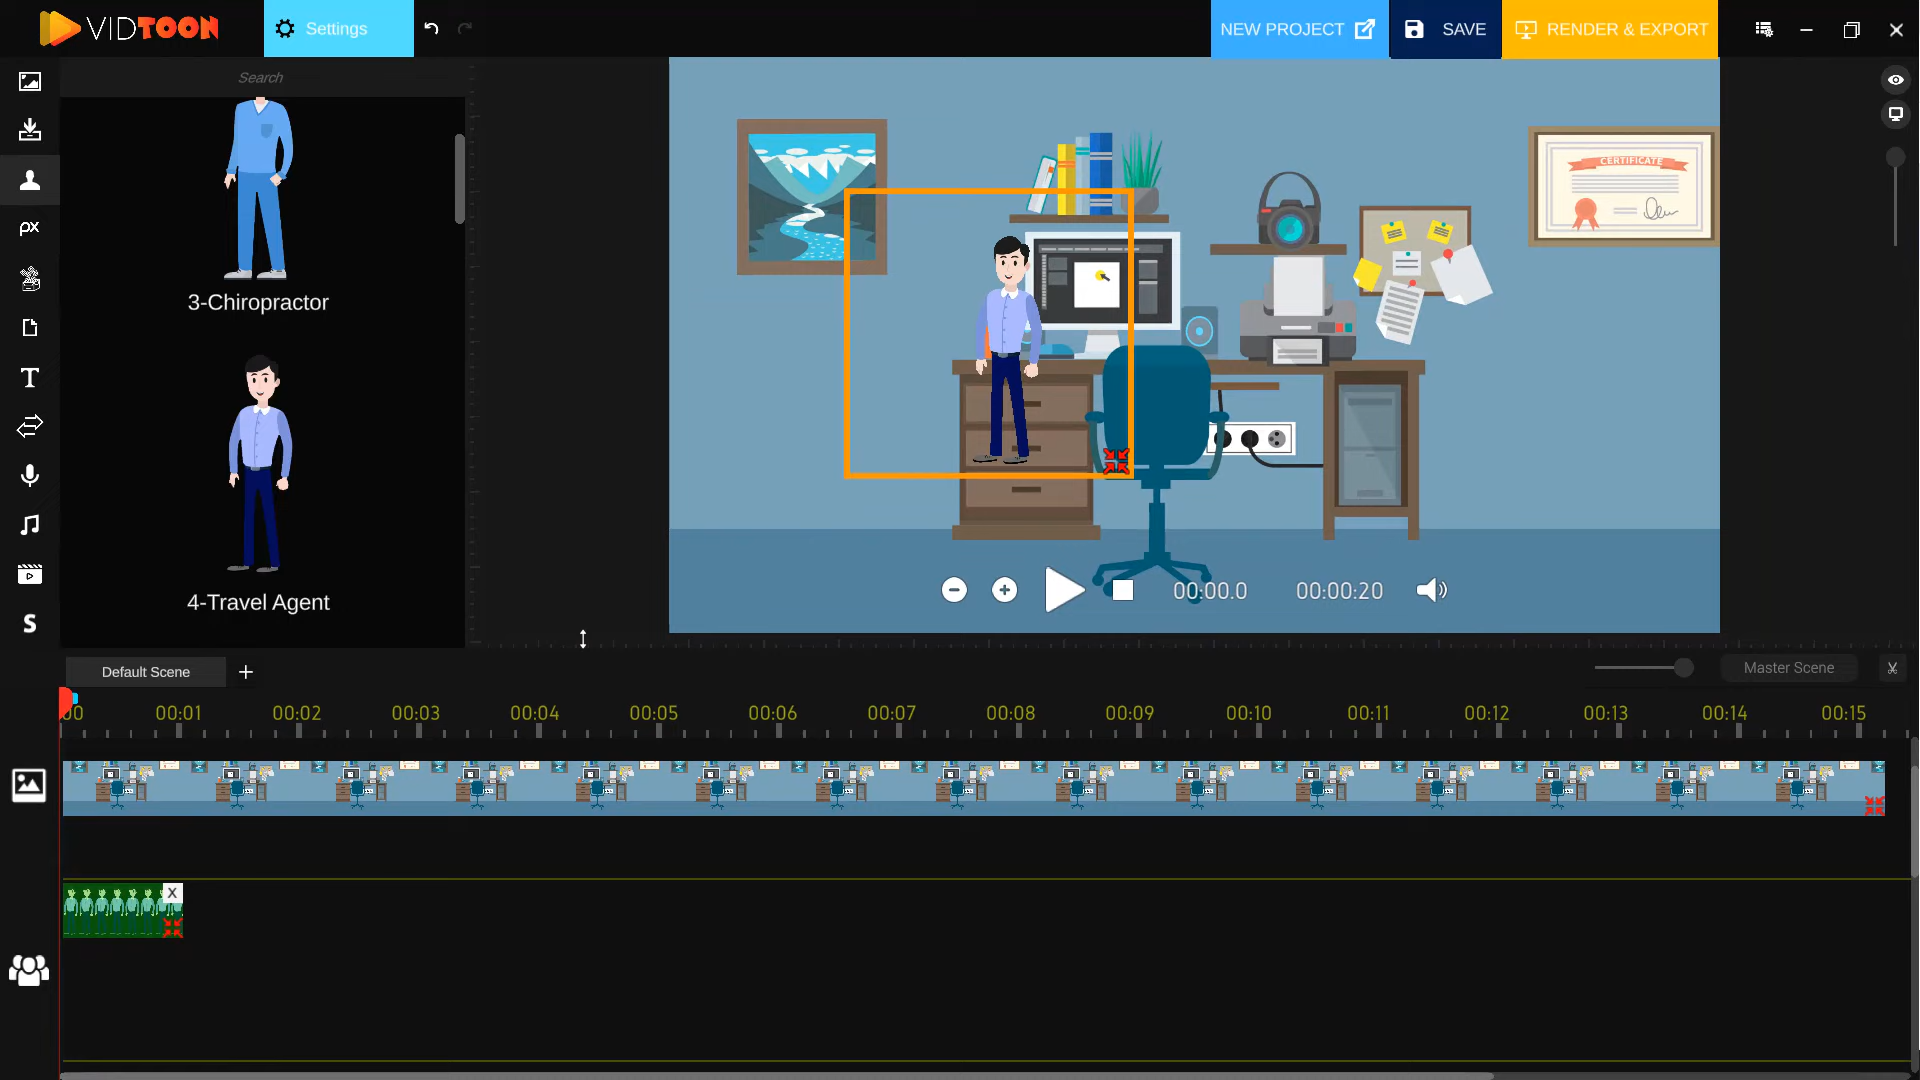 VIDTOON
Settings
NEW PROJECT
SAVE
RENDER & EXPORT
Search
3-Chiropractor
4-Travel Agent
px
T
S
CERTIFICATE
00:00.0
00:00:20
Default Scene
+
Master Scene
00
00:01
00:02
00:03
00:04
00:05
00:06
00:07
00:08
00:09
00:10
00:11
00:12
00:13
00:14
00:15
X